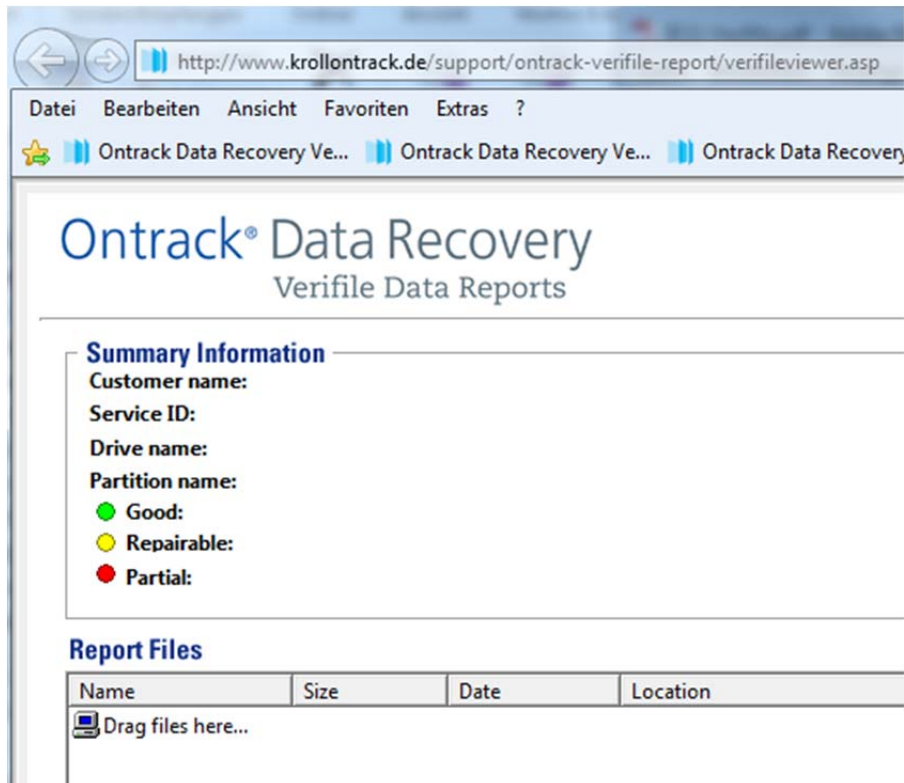 http://www.krollontrack.de/support/ontrack-verifile-report/verifileviewer.asp
Datei Bearbeiten Ansicht Favoriten Extras ?
Ontrack Data Recovery Ve... Ontrack Data Recovery Ve... Ontrack Data Recovery
Ontrack® Data Recovery
Verifile Data Reports
Summary Information
Customer name:
Service ID:
Drive name:
Partition name:
Good:
Repairable:
Partial:
Report Files
Name Size Date Location
Drag files here...